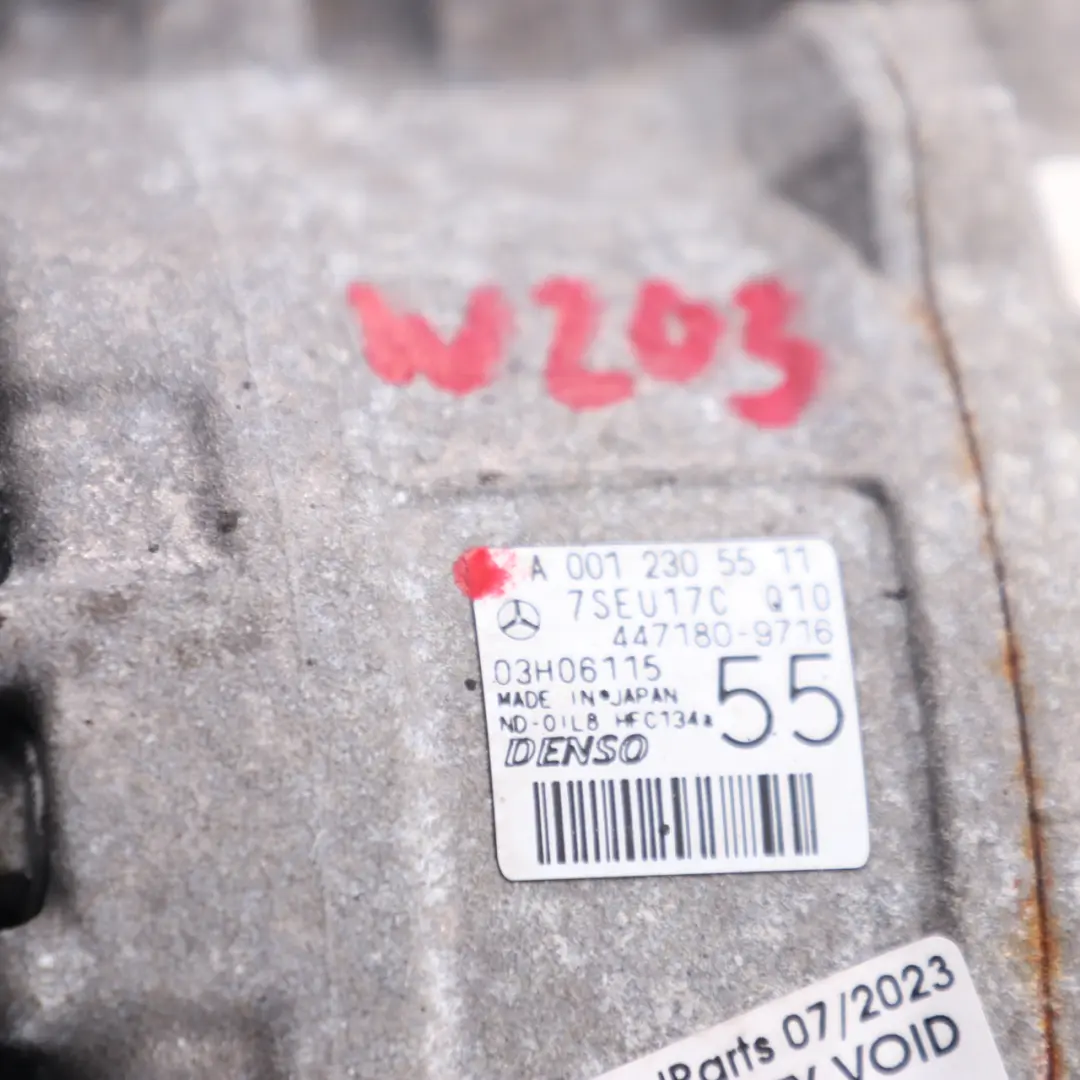 W203
A 001 230 55 11
7SEU17C Q10
447180-9716
03H06115
55
MADE IN JAPAN
ND-OIL8 HFC134a
DENSO
Parts 07/2023
VOID